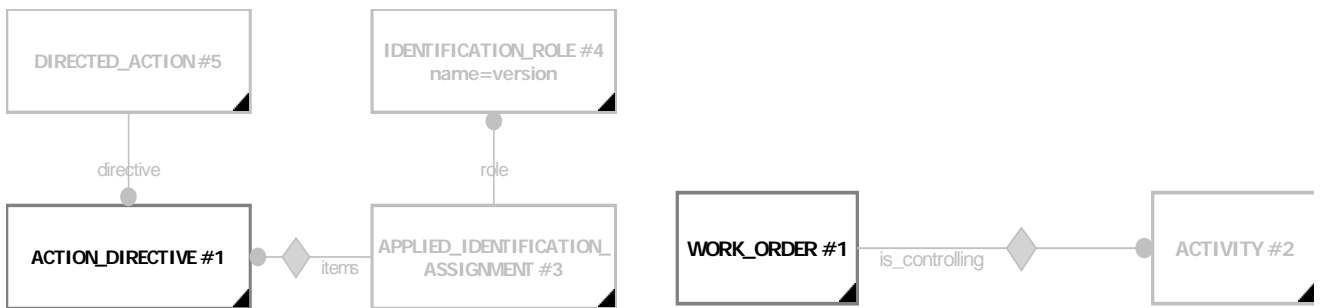 DIRECTED_ACTION #5
IDENTIFICATION_ROLE #4
name=version
directive
role
ACTION_DIRECTIVE #1
items
APPLIED_IDENTIFICATION_
ASSIGNMENT #3
WORK_ORDER #1
is_controlling
ACTIVITY #2